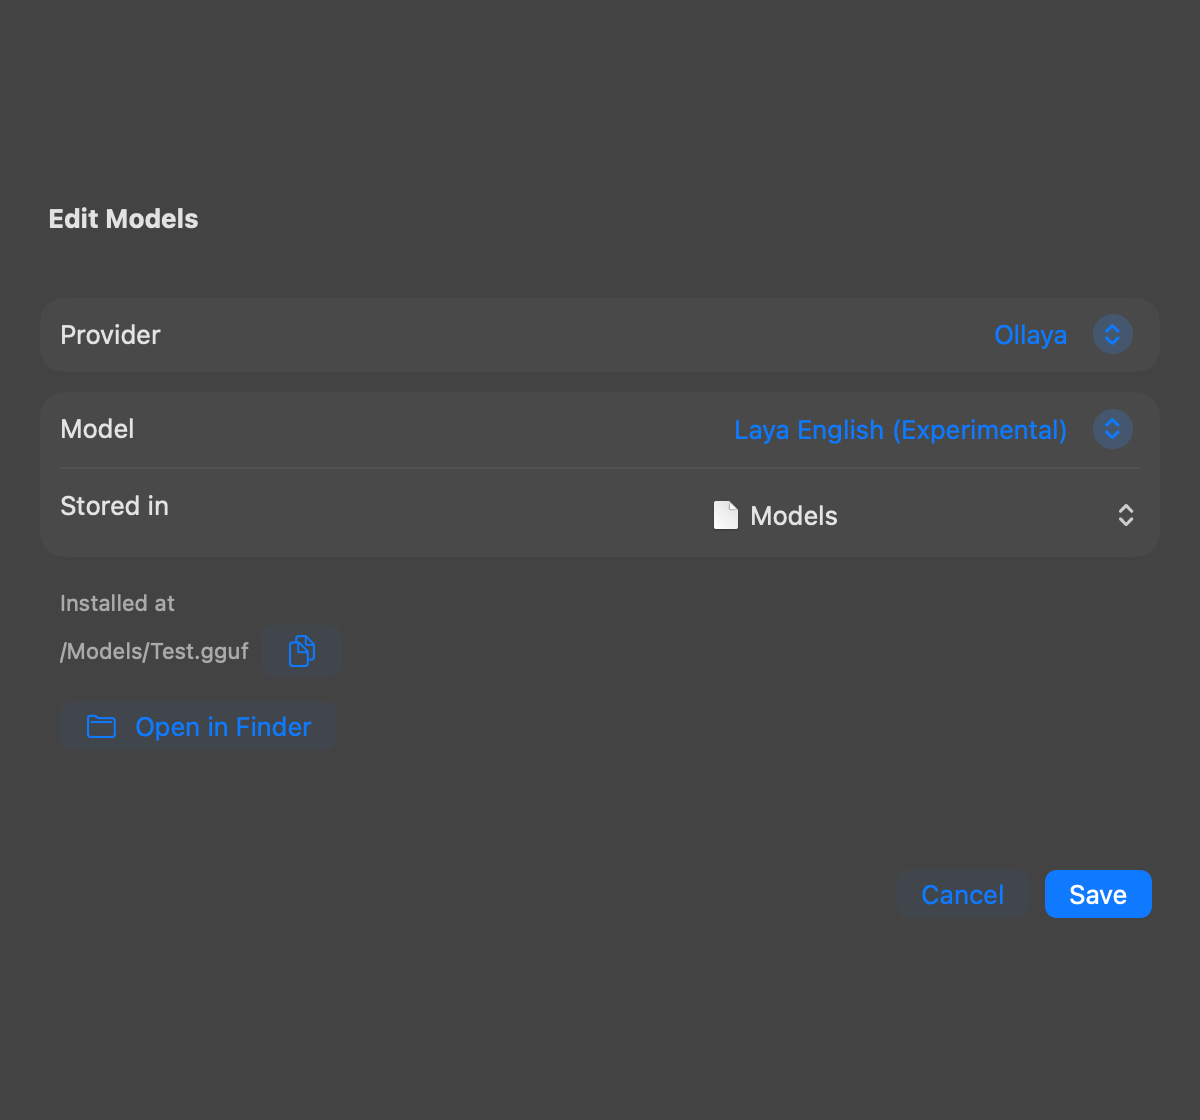 Edit Models
Provider Ollaya
Model Laya English (Experimental)
Stored in Models
Installed at
/Models/Test.gguf
Open in Finder
Cancel Save